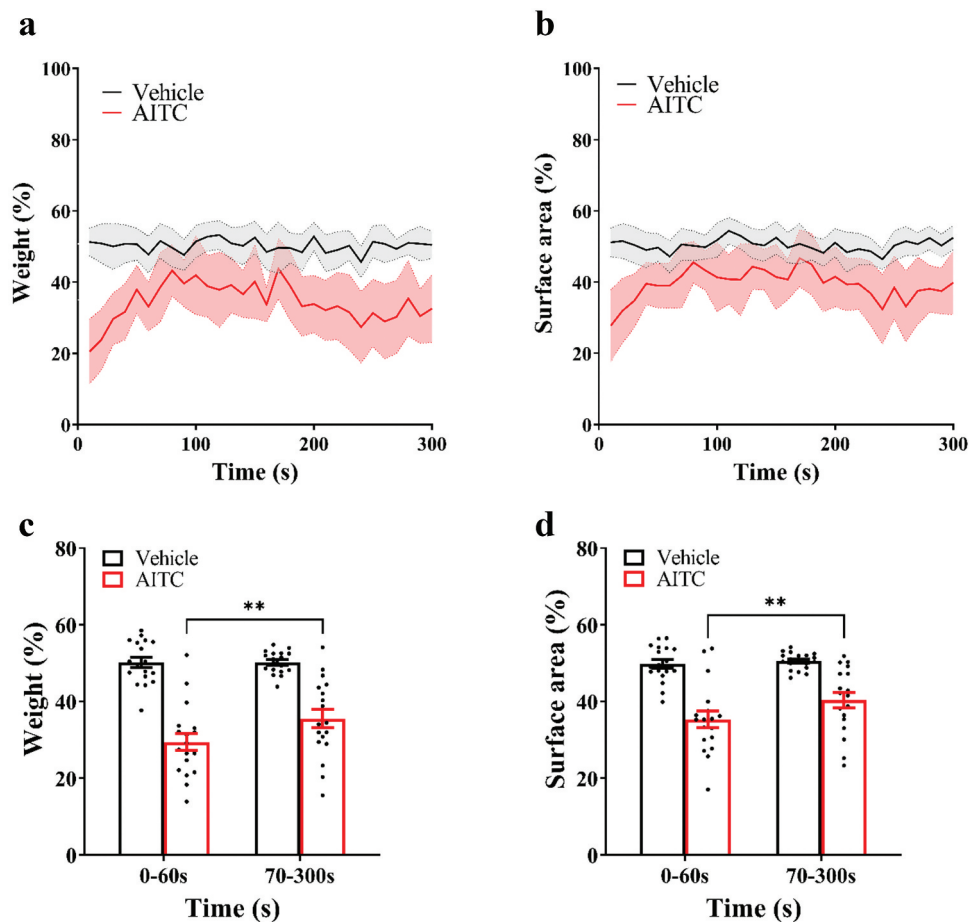 a
100
80
60
40
20
0
Weight (%)
Vehicle
AITC
0
100
200
300
Time (s)
b
100
80
60
40
20
0
Surface area (%)
Vehicle
AITC
0
100
200
300
Time (s)
c
80
60
40
20
0
Weight (%)
Vehicle
AITC
**
0-60s
70-300s
Time (s)
d
80
60
40
20
0
Surface area (%)
Vehicle
AITC
**
0-60s
70-300s
Time (s)